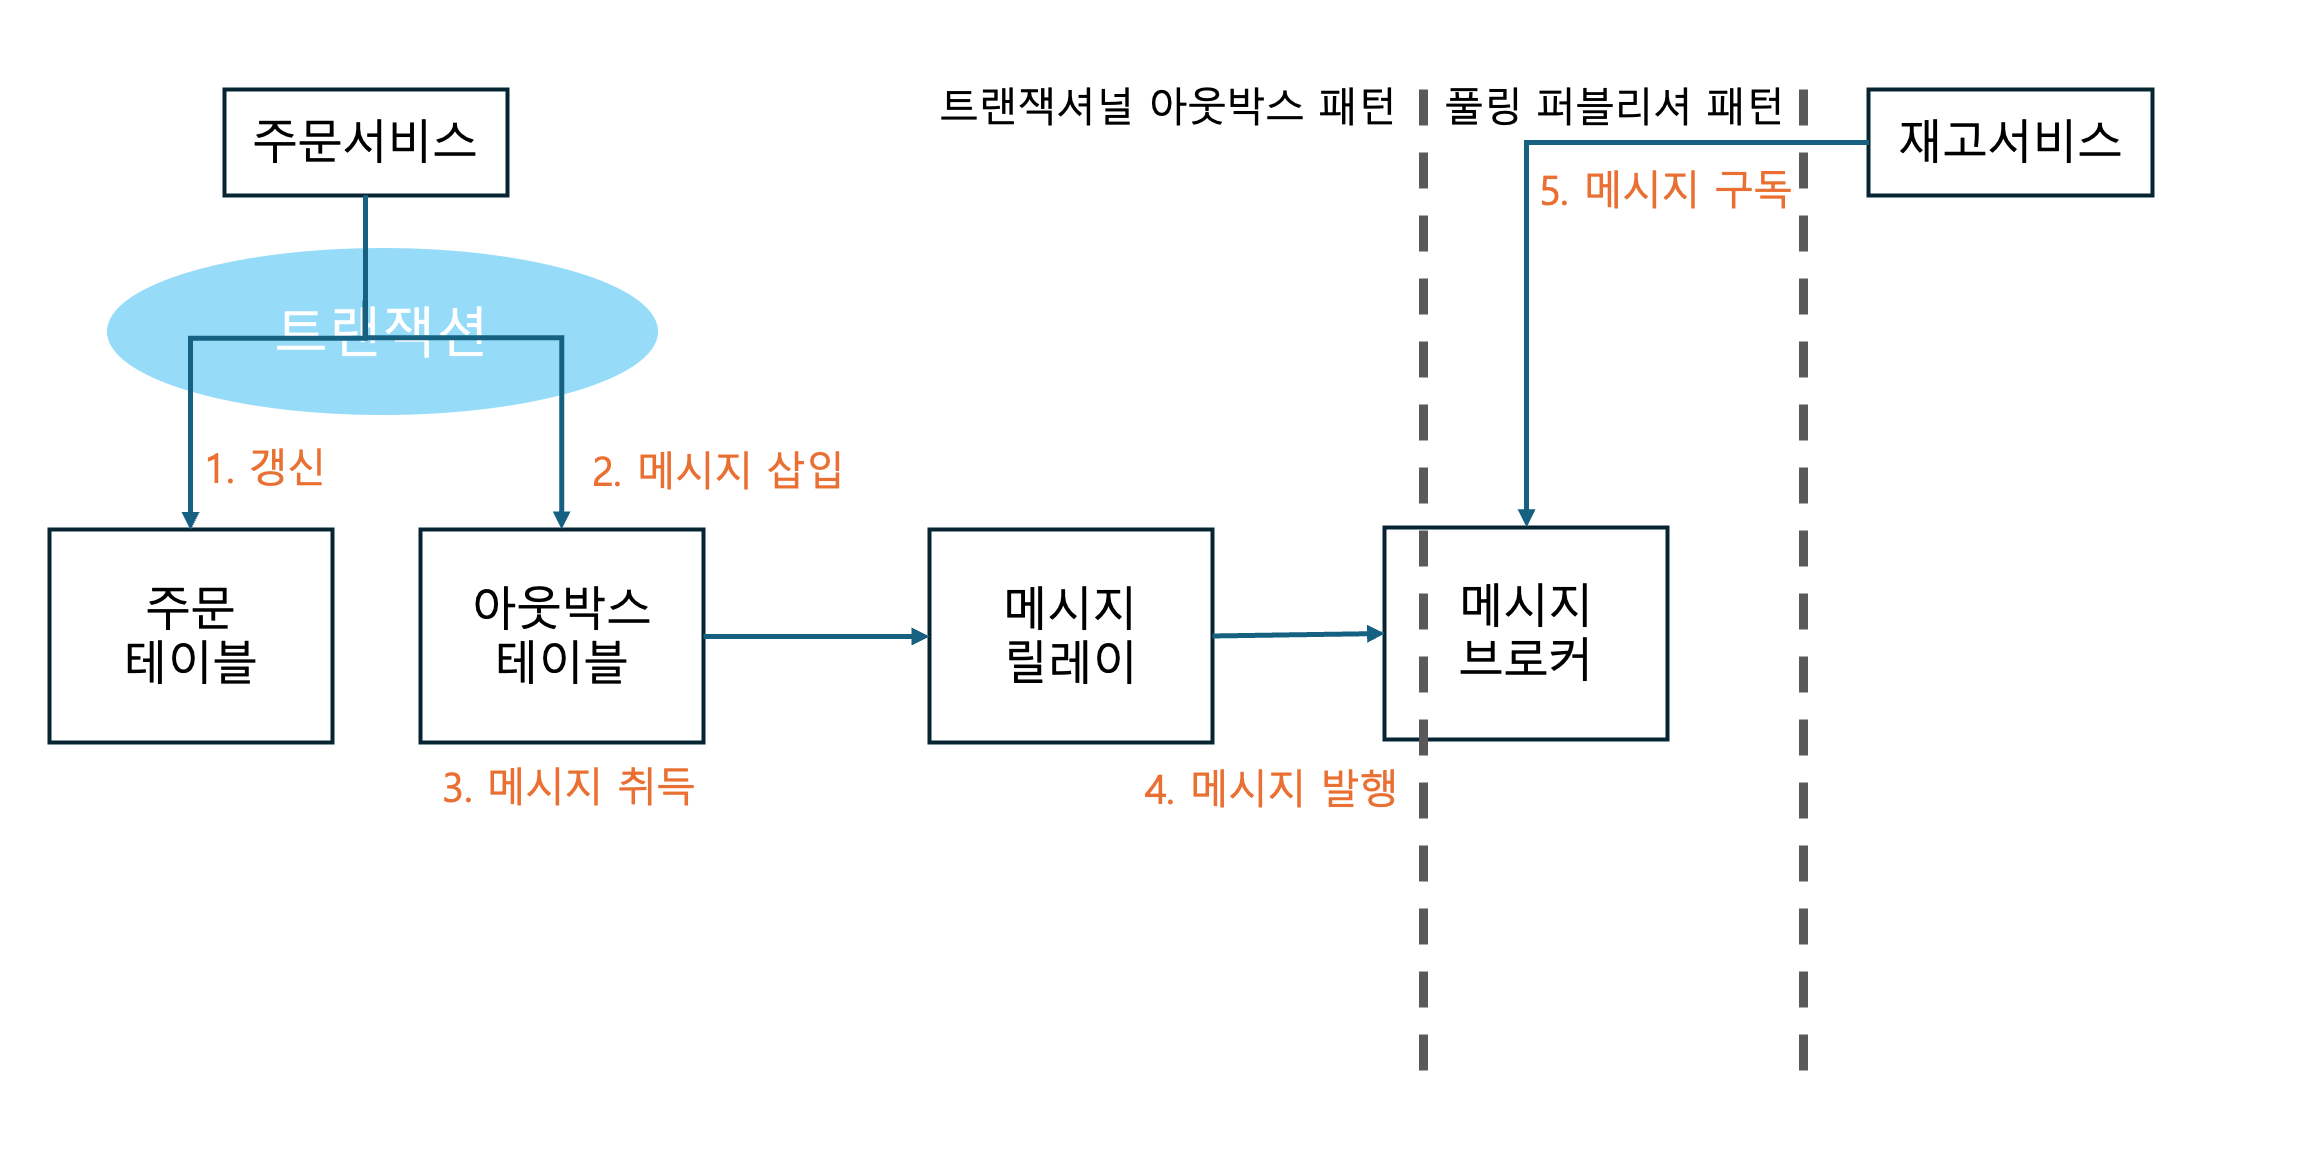 주문서비스
트랜잭셔널 아웃박스 패턴
풀링 퍼블리셔 패턴
재고서비스
5. 메시지 구독
트랜잭션
1. 갱신
2. 메시지 삽입
주문
테이블
아웃박스
테이블
메시지
릴레이
메시지
브로커
3. 메시지 취득
4. 메시지 발행